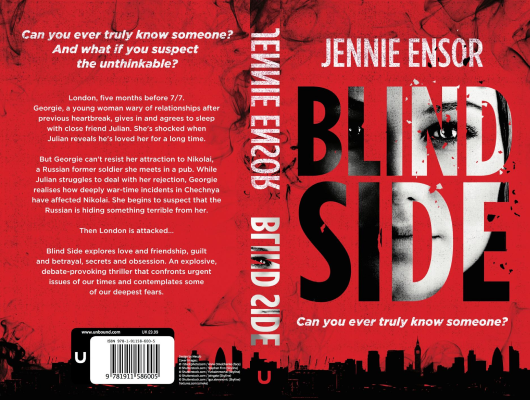 Can you ever truly know someone?
And what if you suspect
the unthinkable?
London, five months before 7/7.
Georgie, a young woman wary of relationships after
previous heartbreak, gives in and agrees to sleep
with close friend Julian. She's shocked when
Julian reveals he's loved her for a long time.
But Georgie can't resist her attraction to Nikolai,
a Russian former soldier she meets in a pub. While
Julian struggles to deal with her rejection, Georgie
realises how deeply war-time incidents in Chechnya
have affected Nikolai. She begins to suspect that the
Russian is hiding something terrible from her.
Then London is attacked...
Blind Side explores love and friendship, guilt
and betrayal, secrets and obsession. An explosive,
debate-provoking thriller that confronts urgent
issues of our times and contemplates some
of our deepest fears.
www.unbound.com
U
9 781911 586005
JENNIE ENSOR
BLIND SIDE
U
JENNIE ENSOR
BLIND
SIDE
Can you ever truly know someone?